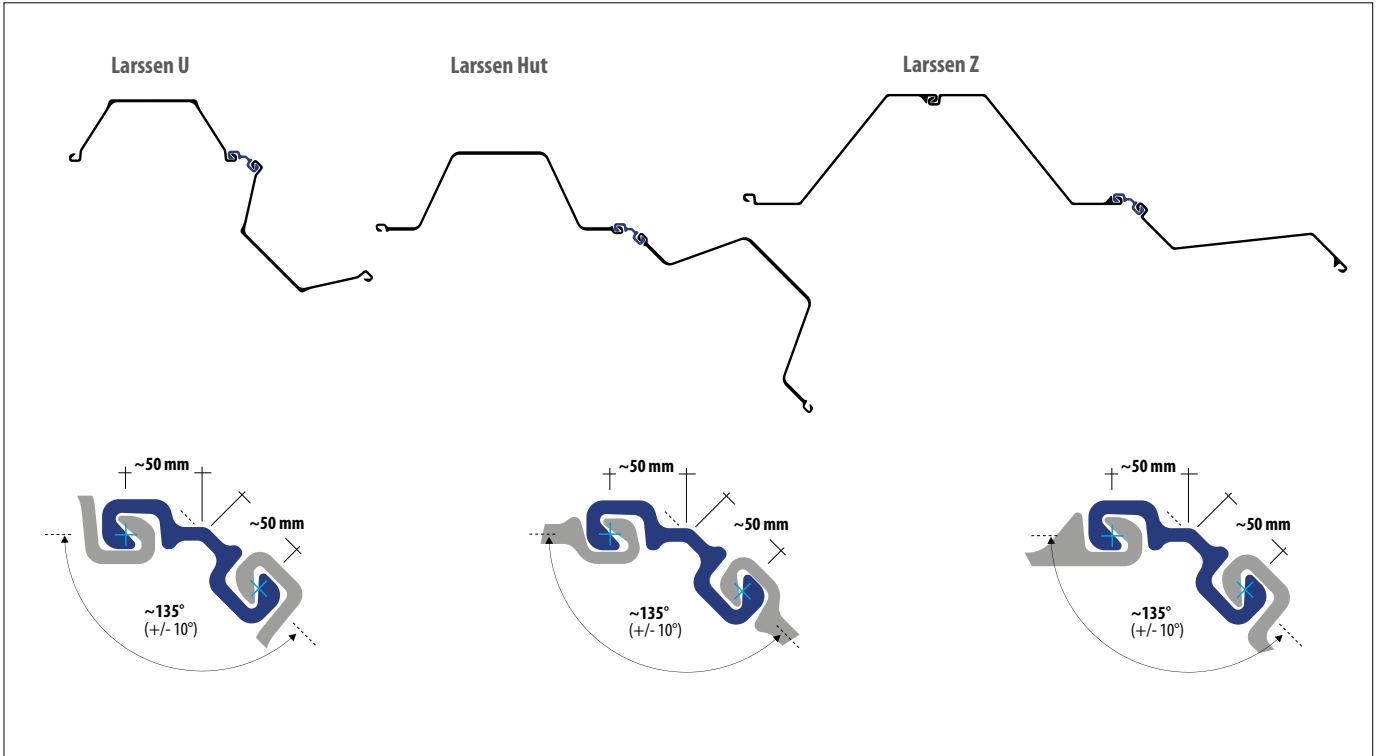 Larssen U
Larssen Hut
Larssen Z
~50 mm
~50 mm
~135°
(+/- 10°)
~50 mm
~50 mm
~135°
(+/- 10°)
~50 mm
~50 mm
~135°
(+/- 10°)